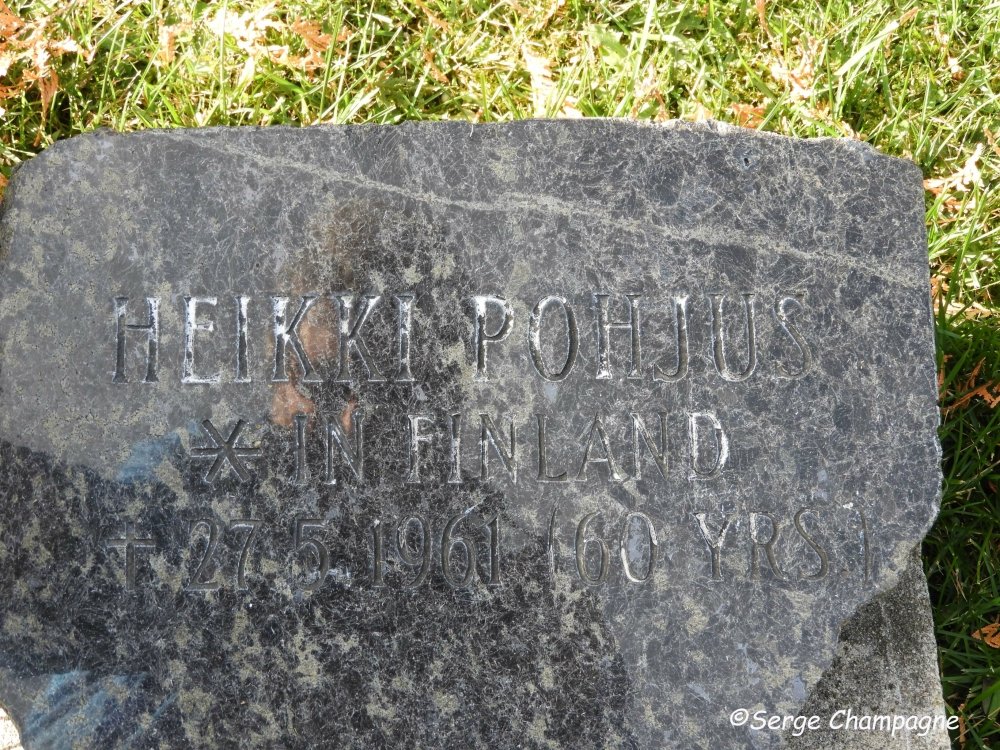 HEIKKI POHJUS
* IN FINLAND
† 27 5 1961 (60 YRS.)
©Serge Champagne